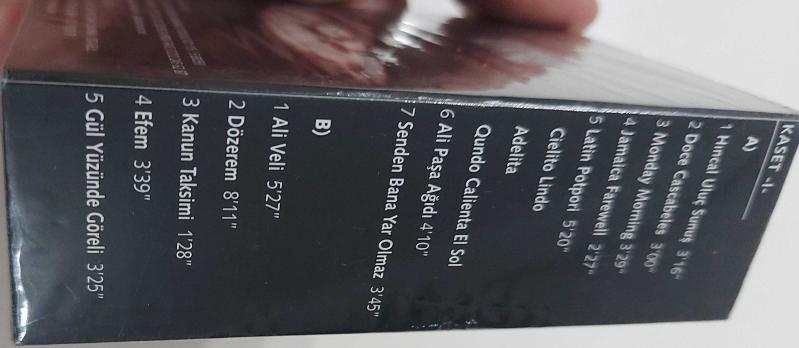 KASET -I-
A)
1 Hıncal Uluç Sunuş 3'16"
2 Doce Cascabeles 3'00"
3 Monday Morning 3'29"
4 Jamaica Farewell 2'27"
5 Latin Potpori 5'20"
Cielito Lindo
Adelita
Qundo Calienta El Sol
6 Ali Paşa Ağıdı 4'10"
7 Senden Bana Yar Olmaz 3'45"
B)
1 Ali Veli 5'27"
2 Dözerem 8'11"
3 Kanun Taksimi 1'28"
4 Efem 3'39"
5 Gül Yüzünde Göreli 3'25"